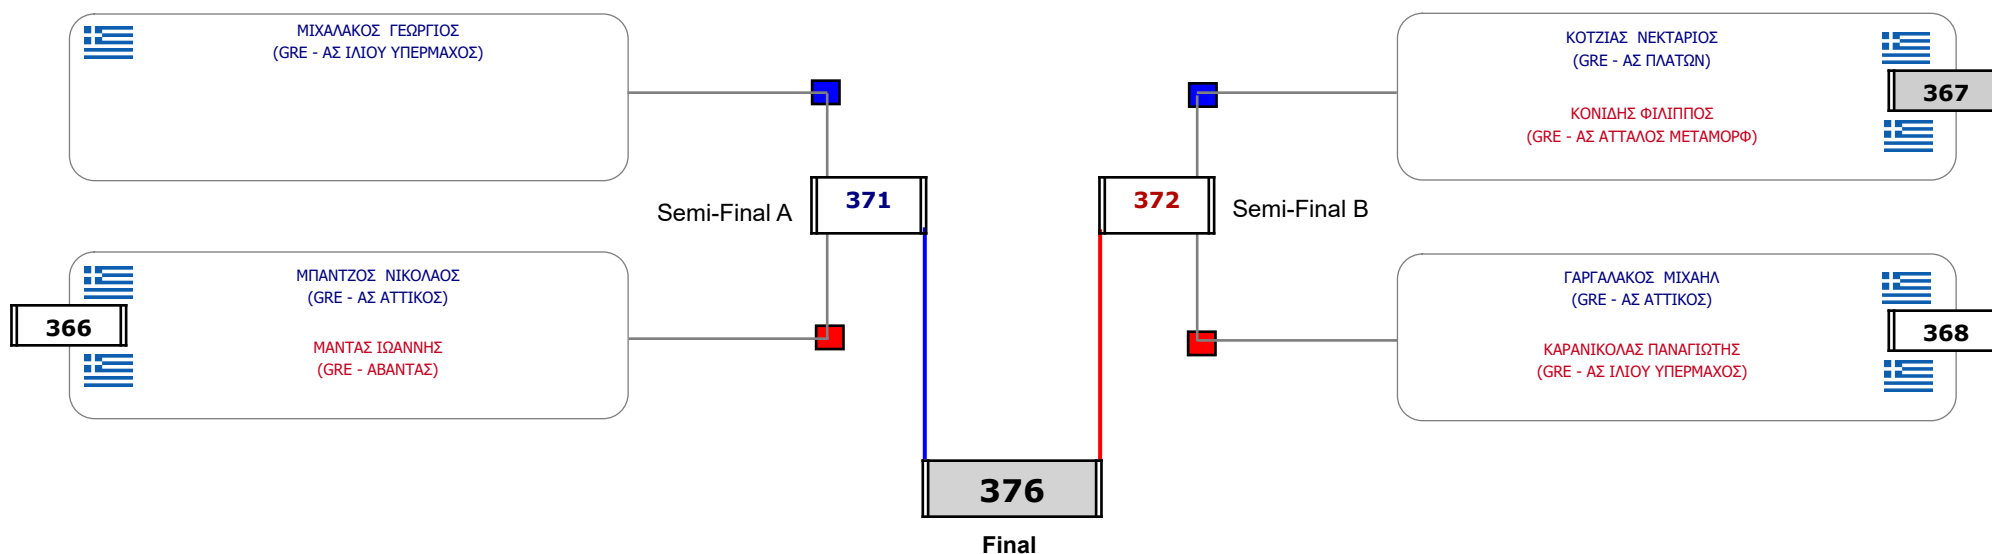 ΜΙΧΑΛΑΚΟΣ ΓΕΩΡΓΙΟΣ
(GRE - ΑΣ ΙΛΙΟΥ ΥΠΕΡΜΑΧΟΣ)
371
Semi-Final A
366
ΜΠΑΝΤΖΟΣ ΝΙΚΟΛΑΟΣ
(GRE - ΑΣ ΑΤΤΙΚΟΣ)
ΜΑΝΤΑΣ ΙΩΑΝΝΗΣ
(GRE - ΑΒΑΝΤΑΣ)
ΚΟΤΖΙΑΣ ΝΕΚΤΑΡΙΟΣ
(GRE - ΑΣ ΠΛΑΤΩΝ)
367
ΚΟΝΙΔΗΣ ΦΙΛΙΠΠΟΣ
(GRE - ΑΣ ΑΤΤΑΛΟΣ ΜΕΤΑΜΟΡΦ)
372
Semi-Final B
ΓΑΡΓΑΛΑΚΟΣ ΜΙΧΑΗΛ
(GRE - ΑΣ ΑΤΤΙΚΟΣ)
368
ΚΑΡΑΝΙΚΟΛΑΣ ΠΑΝΑΓΙΩΤΗΣ
(GRE - ΑΣ ΙΛΙΟΥ ΥΠΕΡΜΑΧΟΣ)
376
Final